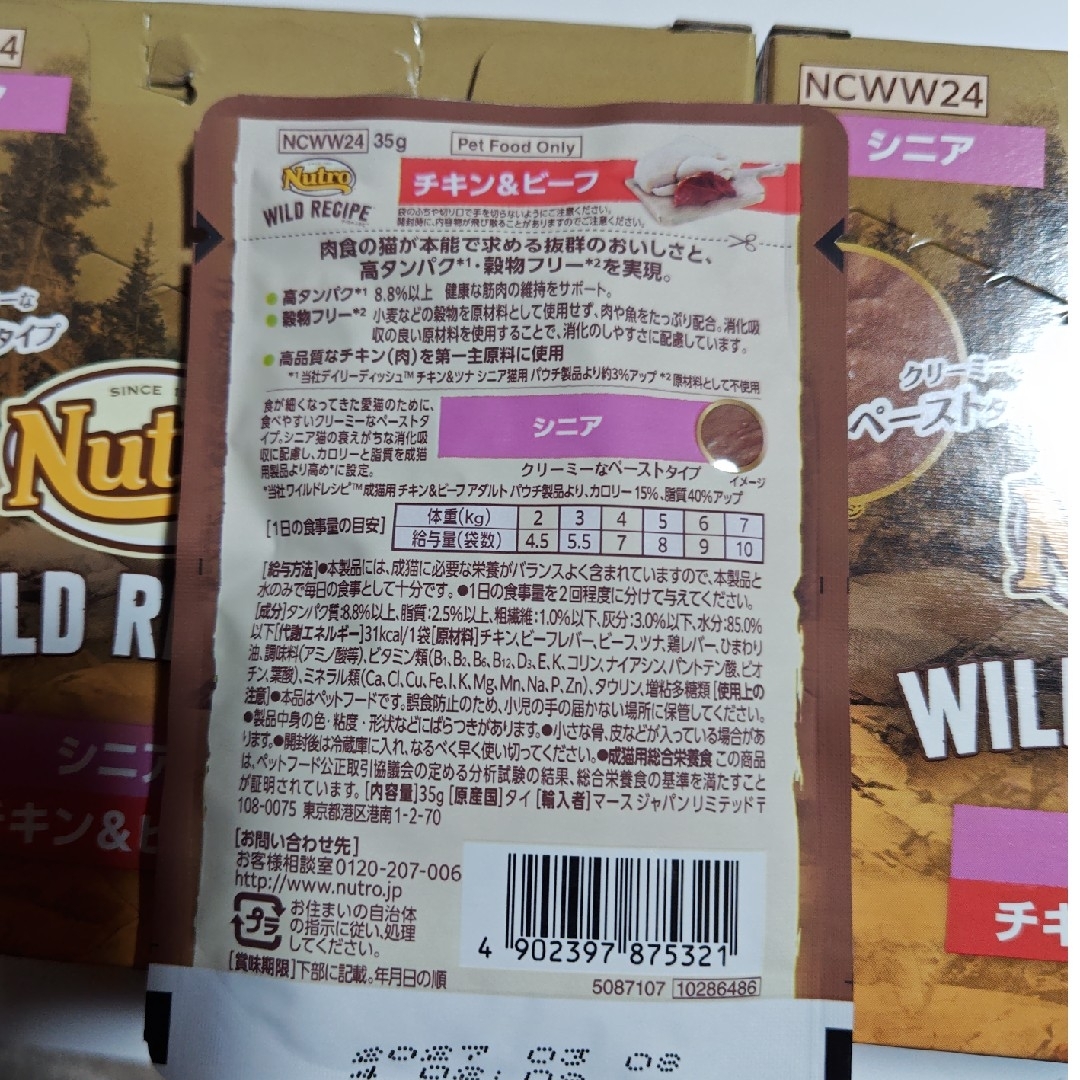 4
ーな
タイプ
SINCE
Nut
LD R
シニア
チキン&ビ
NCWW24 35g
Pet Food Only
Nutro
WILD RECIPE™
チキン&ビーフ
袋のふちや切り口で手を切らないようにご注意ください。
開封時に、内容物が飛び散ることがありますのでご注意ください。
肉食の猫が本能で求める抜群のおいしさと、
高タンパク*1・穀物フリー*2を実現。
●高タンパク*1 8.8%以上 健康な筋肉の維持をサポート。
●穀物フリー*2 小麦などの穀物を原材料として使用せず、肉や魚をたっぷり配合。消化吸
収の良い原材料を使用することで、消化のしやすさに配慮しています。
●高品質なチキン(肉)を第一主原料に使用
*1 当社デイリーディッシュ™ チキン&ツナ シニア猫用 パウチ製品より約3%アップ *2 原材料として不使用
食が細くなってきた愛猫のために、
食べやすいクリーミーなペーストタ
イプ。シニア猫の衰えがちな消化吸
収に配慮し、カロリーと脂質を成猫
用製品より高め*に設定。
シニア
クリーミーなペーストタイプ
イメージ
*当社ワイルドレシピ™成猫用 チキン&ビーフ アダルト パウチ製品より、カロリー 15%、脂質40%アップ
[1日の食事量の目安]
体重(kg) 2 3 4 5 6 7
給与量(袋数) 4.5 5.5 7 8 9 10
[給与方法]●本製品には、成猫に必要な栄養がバランスよく含まれていますので、本製品と
水のみで毎日の食事として十分です。●1日の食事量を2回程度に分けて与えてください。
[成分]タンパク質:8.8%以上、脂質:2.5%以上、粗繊維:1.0%以下、灰分:3.0%以下、水分:85.0%
以下[代謝エネルギー]31kcal/1袋[原材料]チキン、ビーフレバー、ビーフ、ツナ、鶏レバー、ひまわり
油、調味料(アミノ酸等)、ビタミン類(B1、B2、B6、B12、D3、E、K、コリン、ナイアシン、パントテン酸、ビオ
チン、葉酸)、ミネラル類(Ca、Cl、Cu、Fe、I、K、Mg、Mn、Na、P、Zn)、タウリン、増粘多糖類[使用上の
注意]●本品はペットフードです。誤食防止のため、小児の手の届かない場所に保管してください。
●製品中身の色・粘度・形状などにばらつきがあります。●小さな骨、皮などが入っている場合があ
ります。●開封後は冷蔵庫に入れ、なるべく早く使い切ってください。●成猫用総合栄養食 この商品
は、ペットフード公正取引協議会の定める分析試験の結果、総合栄養食の基準を満たすこと
が証明されています。[内容量]35g[原産国]タイ[輸入者]マース ジャパン リミテッド〒
108-0075 東京都港区港南1-2-70
[お問い合わせ先]
お客様相談室0120-207-006
http://www.nutro.jp
プラ
お住まいの自治体
の指示に従い、処理
してください。
[賞味期限]下部に記載。年月日の順
4 902397 875321
5087107 10286486
NCWW24
シニア
クリーミー
ペーストタ
WIL
チキ